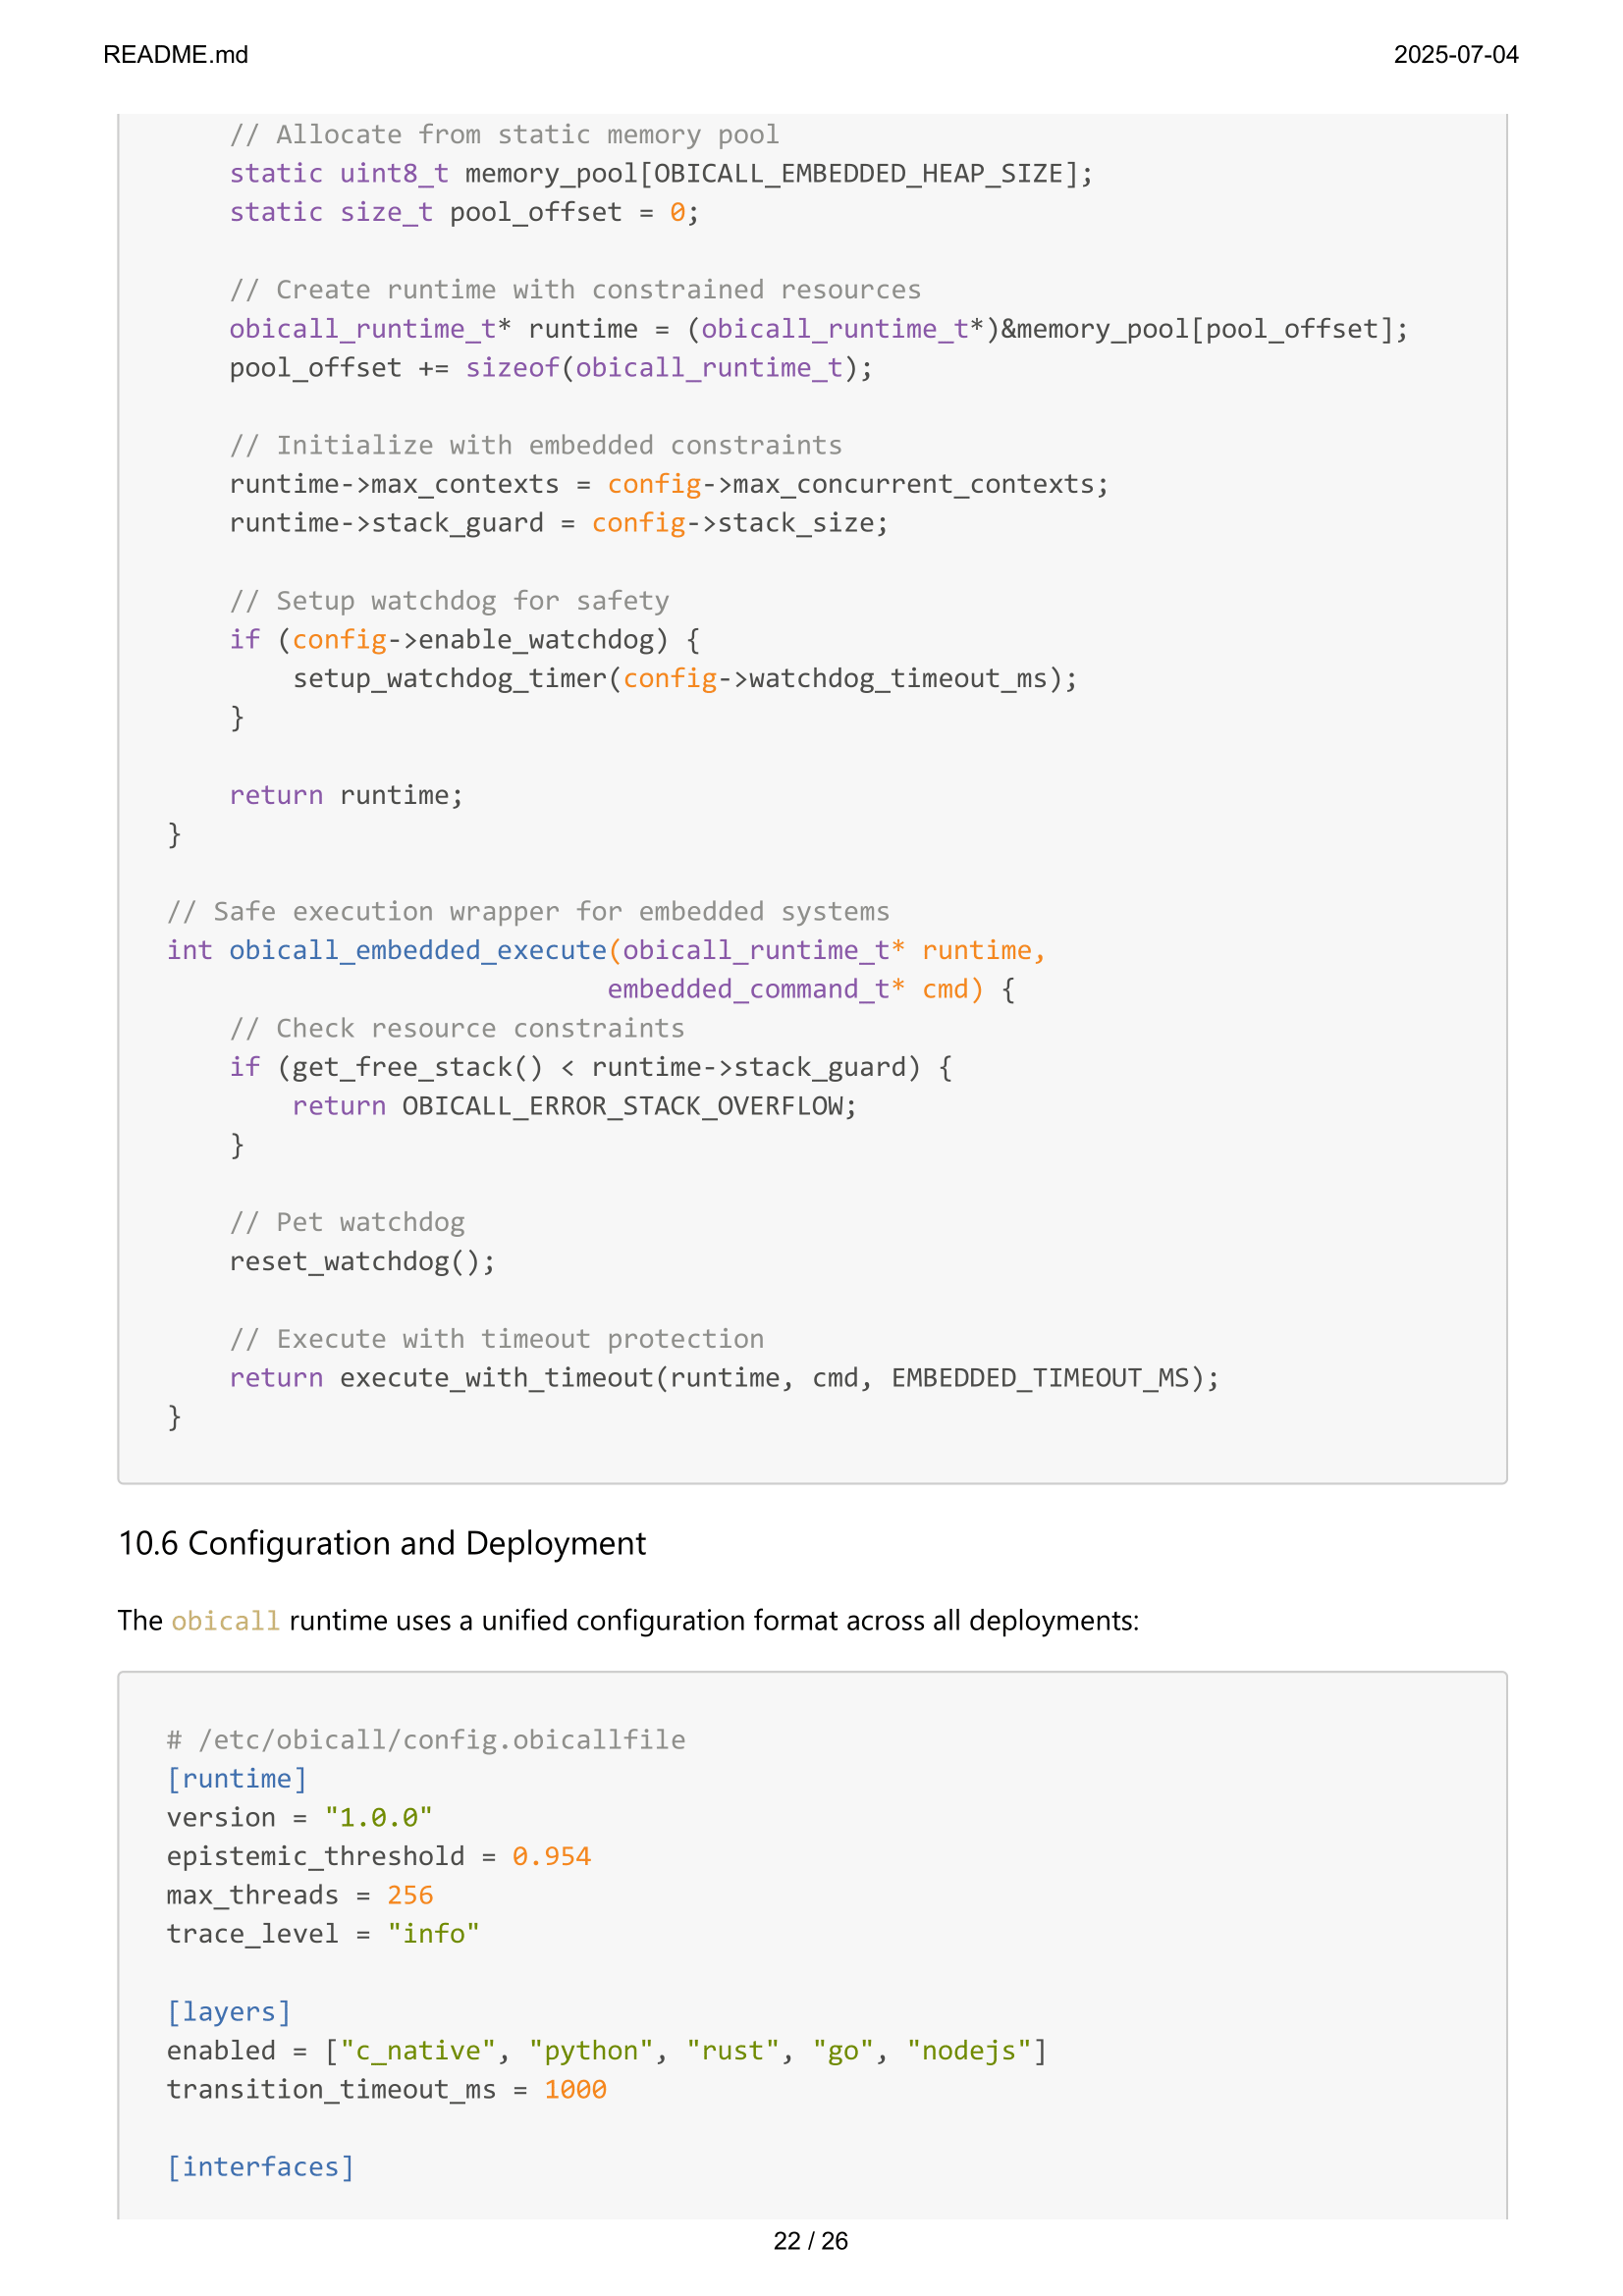 README.md 2025-07-04
// Allocate from static memory pool
static uint8_t memory_pool[OBICALL_EMBEDDED_HEAP_SIZE];
static size_t pool_offset = 0;
// Create runtime with constrained resources
obicall_runtime_t* runtime = (obicall_runtime_t*)&memory_pool[pool_offset];
pool_offset += sizeof(obicall_runtime_t);
// Initialize with embedded constraints
runtime->max_contexts = config->max_concurrent_contexts;
runtime->stack_guard = config->stack_size;
// Setup watchdog for safety
if (config->enable_watchdog) {
setup_watchdog_timer(config->watchdog_timeout_ms);
}
return runtime;
}
// Safe execution wrapper for embedded systems
int obicall_embedded_execute(obicall_runtime_t* runtime,
embedded_command_t* cmd) {
// Check resource constraints
if (get_free_stack() < runtime->stack_guard) {
return OBICALL_ERROR_STACK_OVERFLOW;
}
// Pet watchdog
reset_watchdog();
// Execute with timeout protection
return execute_with_timeout(runtime, cmd, EMBEDDED_TIMEOUT_MS);
}
10.6 Configuration and Deployment
The obicall runtime uses a unified configuration format across all deployments:
# /etc/obicall/config.obicallfile
[runtime]
version = "1.0.0"
epistemic_threshold = 0.954
max_threads = 256
trace_level = "info"
[layers]
enabled = ["c_native", "python", "rust", "go", "nodejs"]
transition_timeout_ms = 1000
[interfaces]
22 / 26